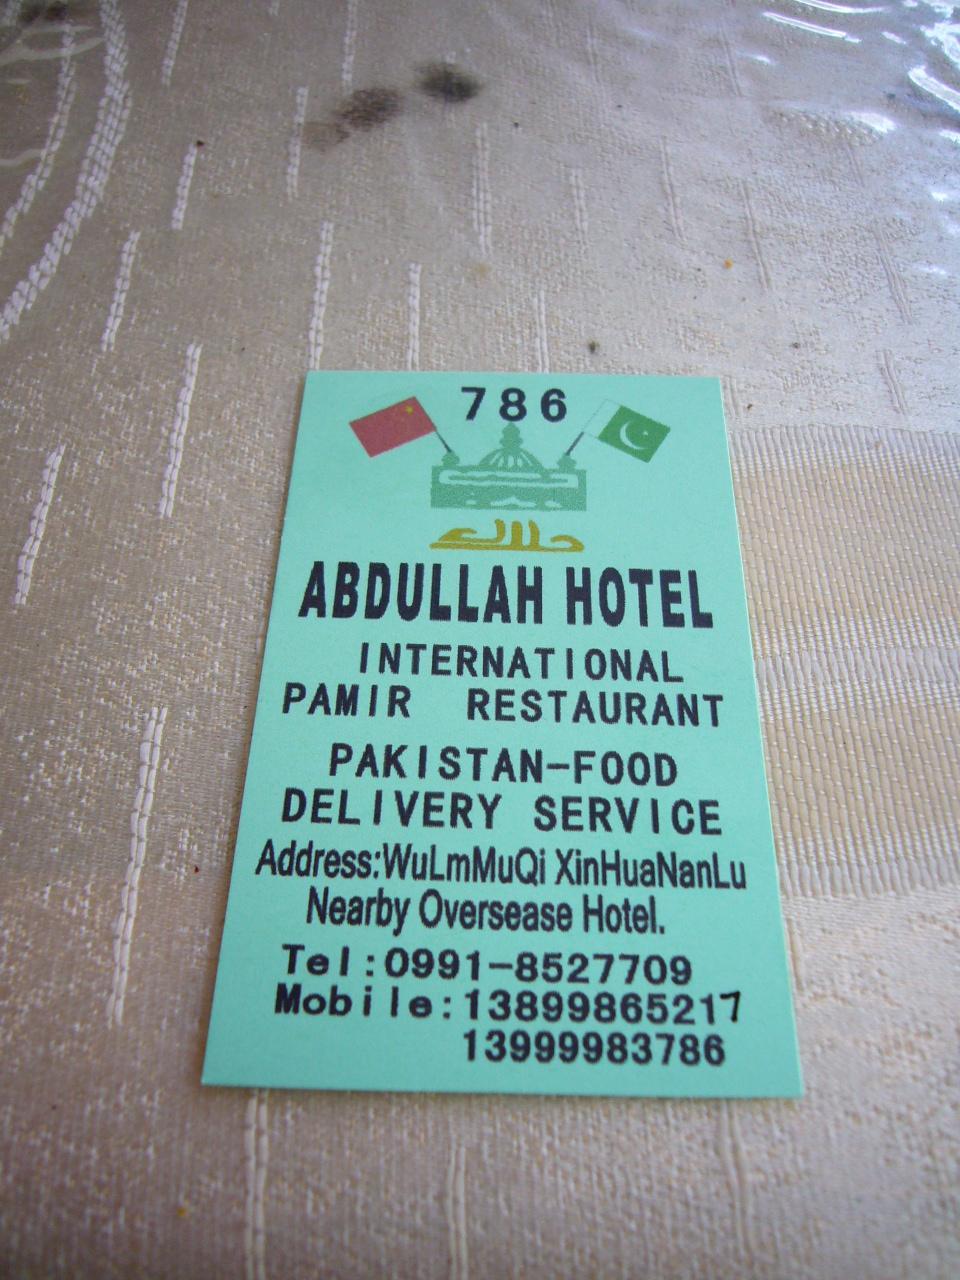 786
حلال
ABDULLAH HOTEL
INTERNATIONAL
PAMIR RESTAURANT
PAKISTAN-FOOD
DELIVERY SERVICE
Address:WuLmMuQi XinHuaNanLu
Nearby Oversease Hotel.
Tel:0991-8527709
Mobile:13899865217
13999983786